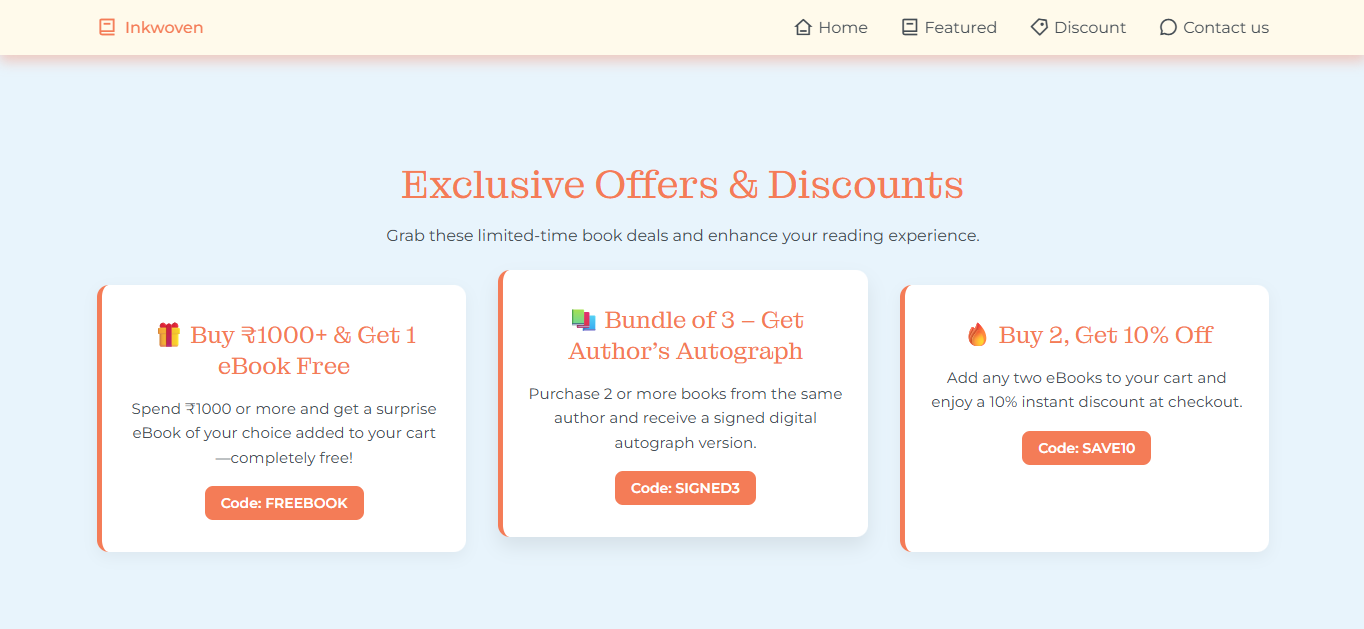 Inkwoven
Home Featured Discount Contact us
Exclusive Offers & Discounts
Grab these limited-time book deals and enhance your reading experience.
🎁 Buy ₹1000+ & Get 1
eBook Free
Spend ₹1000 or more and get a surprise
eBook of your choice added to your cart
—completely free!
Code: FREEBOOK
Bundle of 3 – Get
Author’s Autograph
Purchase 2 or more books from the same
author and receive a signed digital
autograph version.
Code: SIGNED3
🔥 Buy 2, Get 10% Off
Add any two eBooks to your cart and
enjoy a 10% instant discount at checkout.
Code: SAVE10